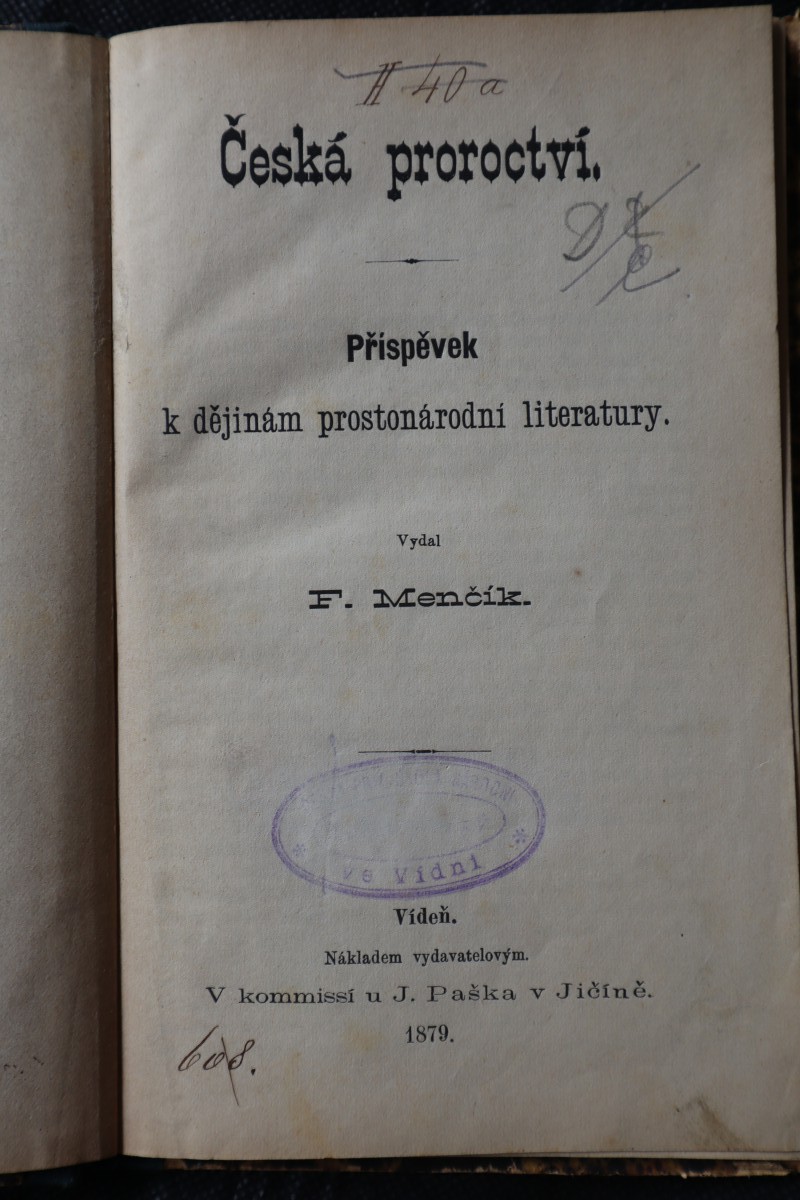 II 40 a
Česká proroctví.
Příspěvek
k dějinám prostonárodní literatury.
Vydal
F. Menčík.
ve Vídni
Vídeň.
Nákladem vydavatelovým.
V kommissí u J. Paška v Jičíně.
1879.
608.